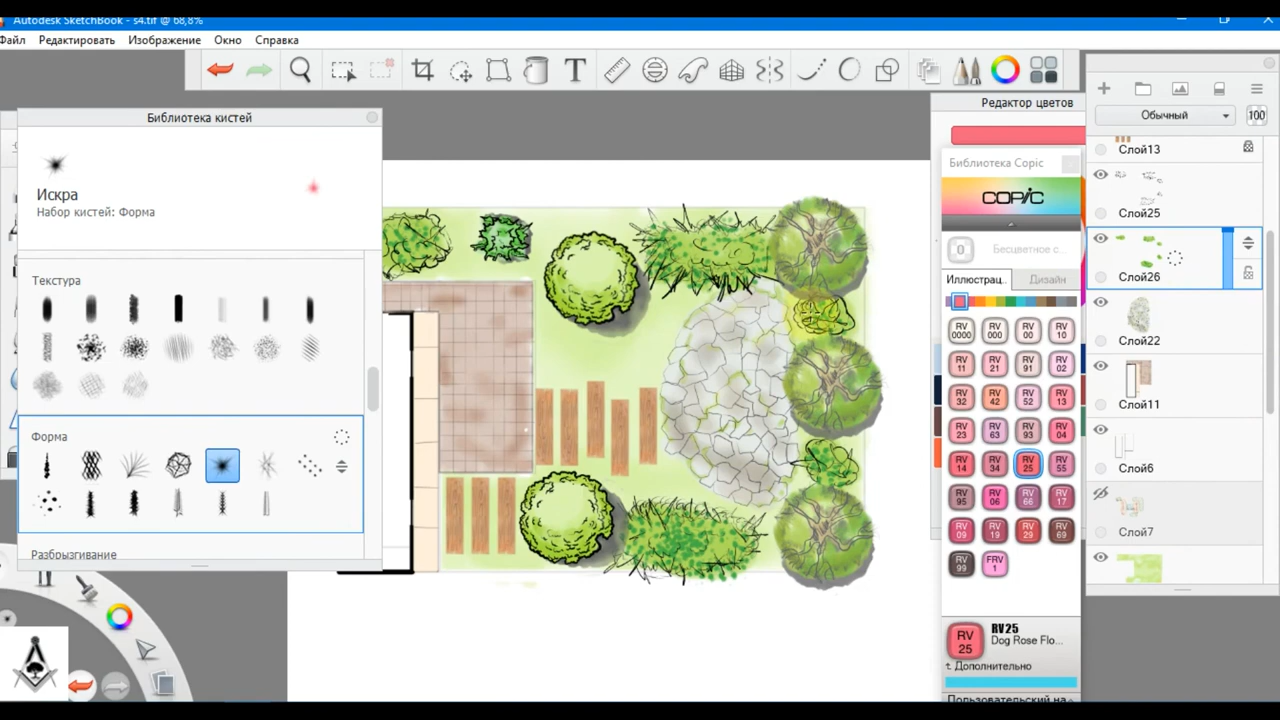 Autodesk SketchBook - s4.tif @ 68,8%
Файл Редактировать Изображение Окно Справка
Библиотека кистей
Искра
Набор кистей: Форма
Текстура
Форма
Разбрызгивание
Редактор цветов
Библиотека Copic
COPiC
0 Бесцветное с...
Иллюстрац.. Дизайн
RV 0000 RV 000 RV 00 RV 10
RV 11 RV 21 RV 91 RV 02
RV 32 RV 42 RV 52 RV 13
RV 23 RV 63 RV 93 RV 04
RV 14 RV 34 RV 25 RV 55
RV 95 RV 06 RV 66 RV 17
RV 09 RV 19 RV 29 RV 69
RV 99 FRV 1
RV 25
RV25
Dog Rose Flo...
Дополнительно
Пользовательский на
Обычный 100
Слой13
Слой25
Слой26
Слой22
Слой11
Слой6
Слой7